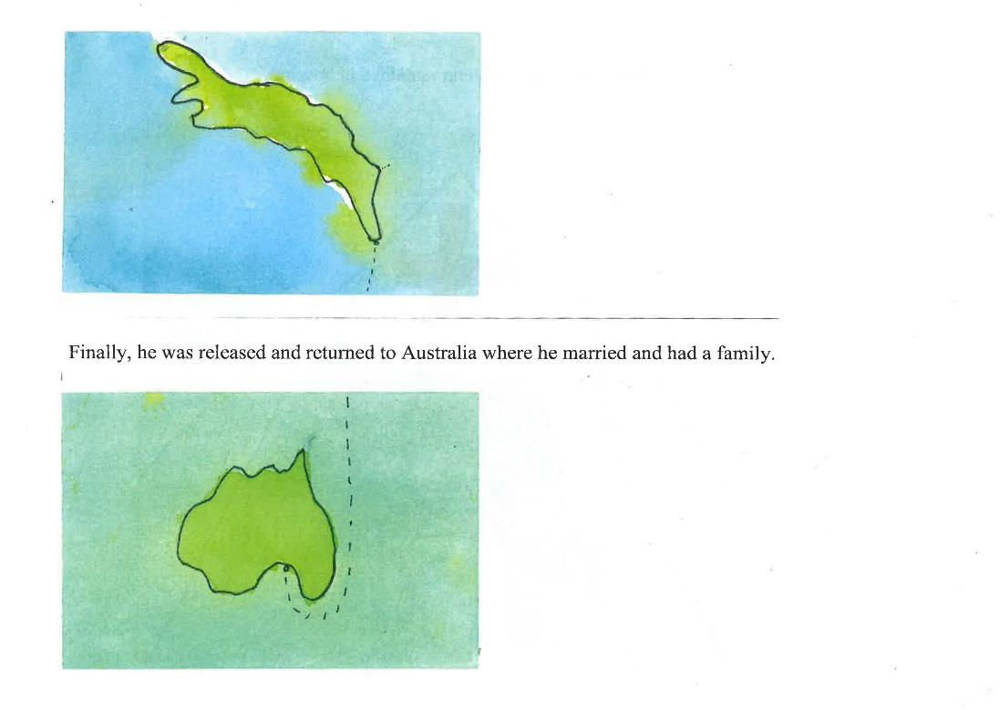 Finally, he was released and returned to Australia where he married and had a family.